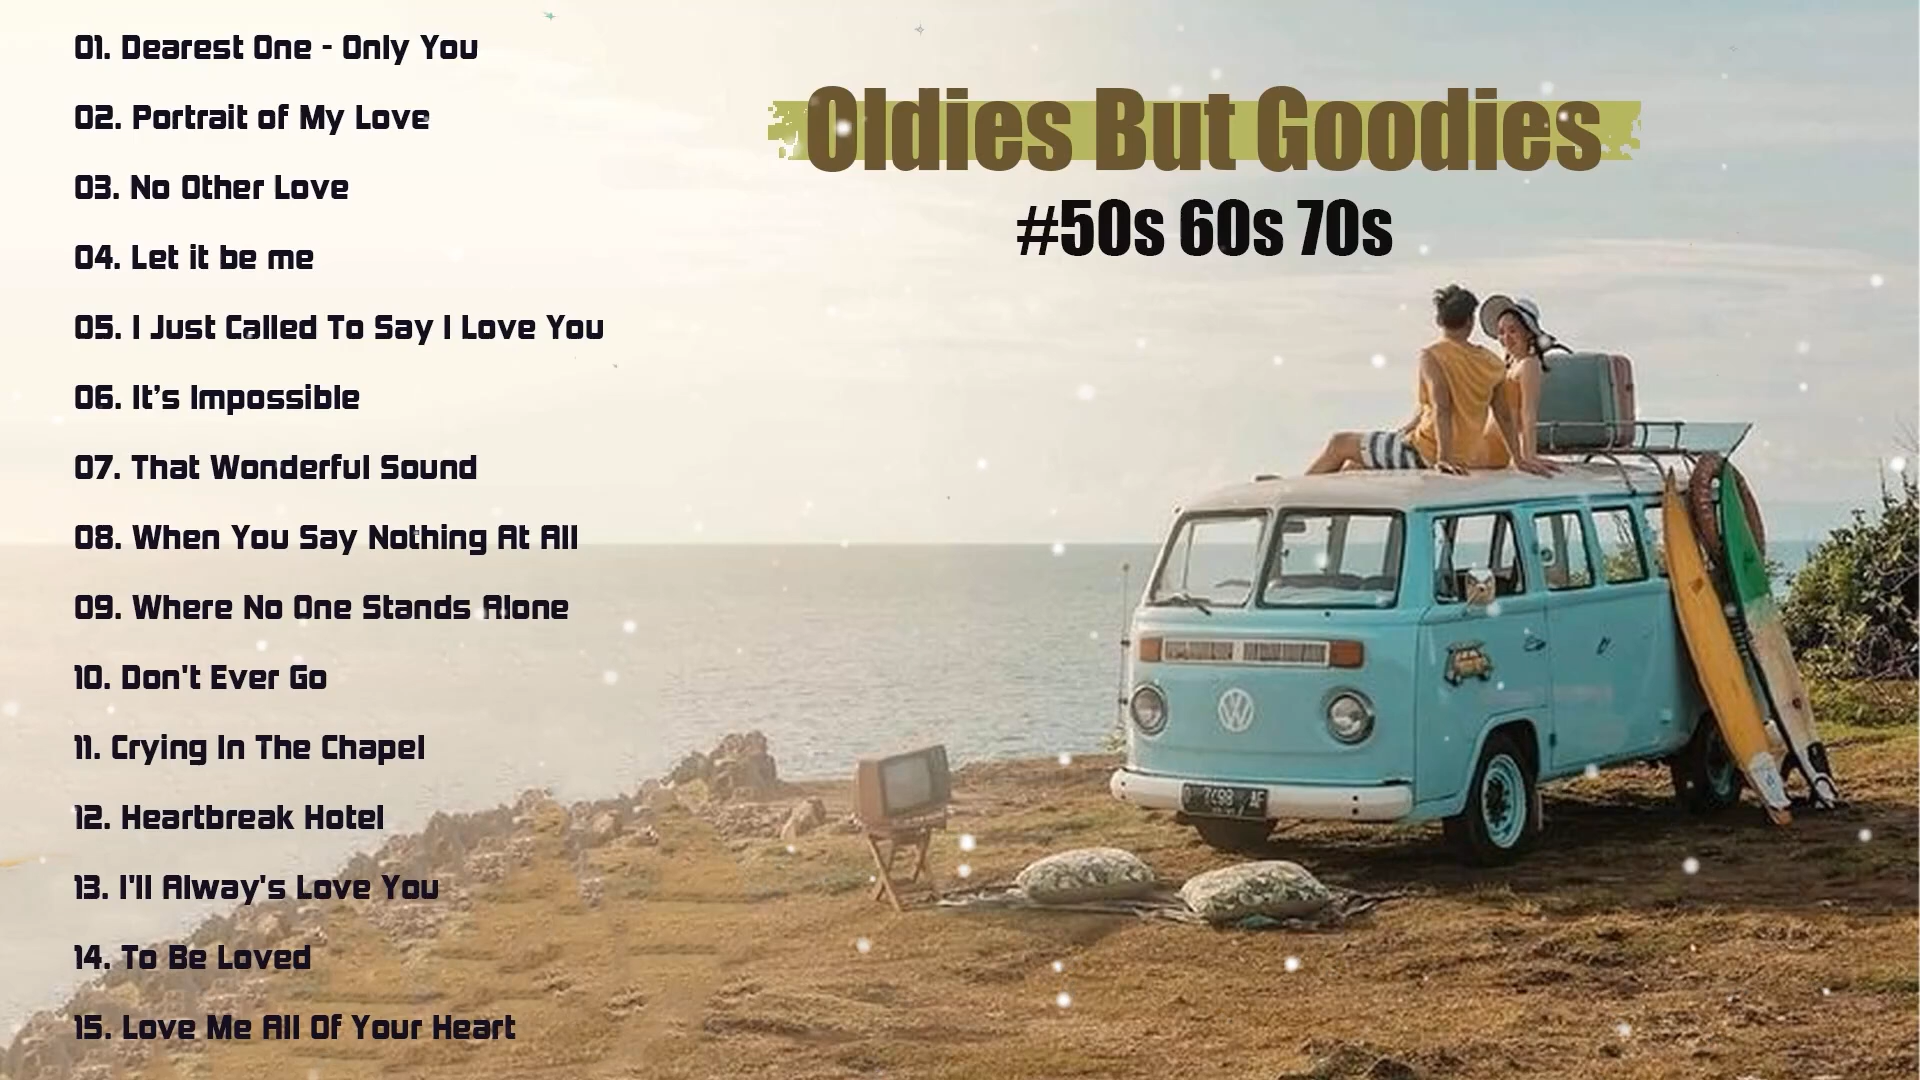 01. Dearest One - Only You
02. Portrait of My Love
03. No Other Love
04. Let it be me
05. I Just Called To Say I Love You
06. It’s Impossible
07. That Wonderful Sound
08. When You Say Nothing At All
09. Where No One Stands Alone
10. Don't Ever Go
11. Crying In The Chapel
12. Heartbreak Hotel
13. I'll Alway's Love You
14. To Be Loved
15. Love Me All Of Your Heart
Oldies But Goodies
#50s 60s 70s
VW